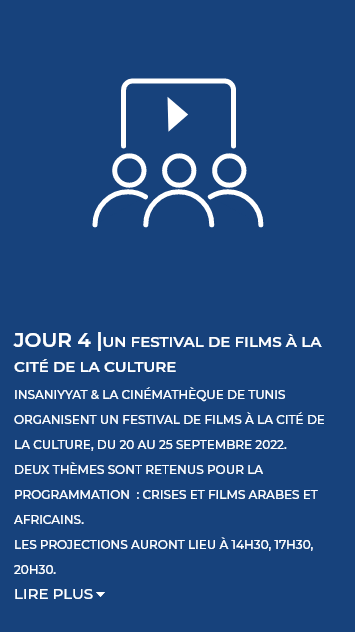 JOUR 4 |UN FESTIVAL DE FILMS À LA
CITÉ DE LA CULTURE
INSANIYYAT & LA CINÉMATHÈQUE DE TUNIS
ORGANISENT UN FESTIVAL DE FILMS À LA CITÉ DE
LA CULTURE, DU 20 AU 25 SEPTEMBRE 2022.
DEUX THÈMES SONT RETENUS POUR LA
PROGRAMMATION : CRISES ET FILMS ARABES ET
AFRICAINS.
LES PROJECTIONS AURONT LIEU À 14H30, 17H30,
20H30.
LIRE PLUS